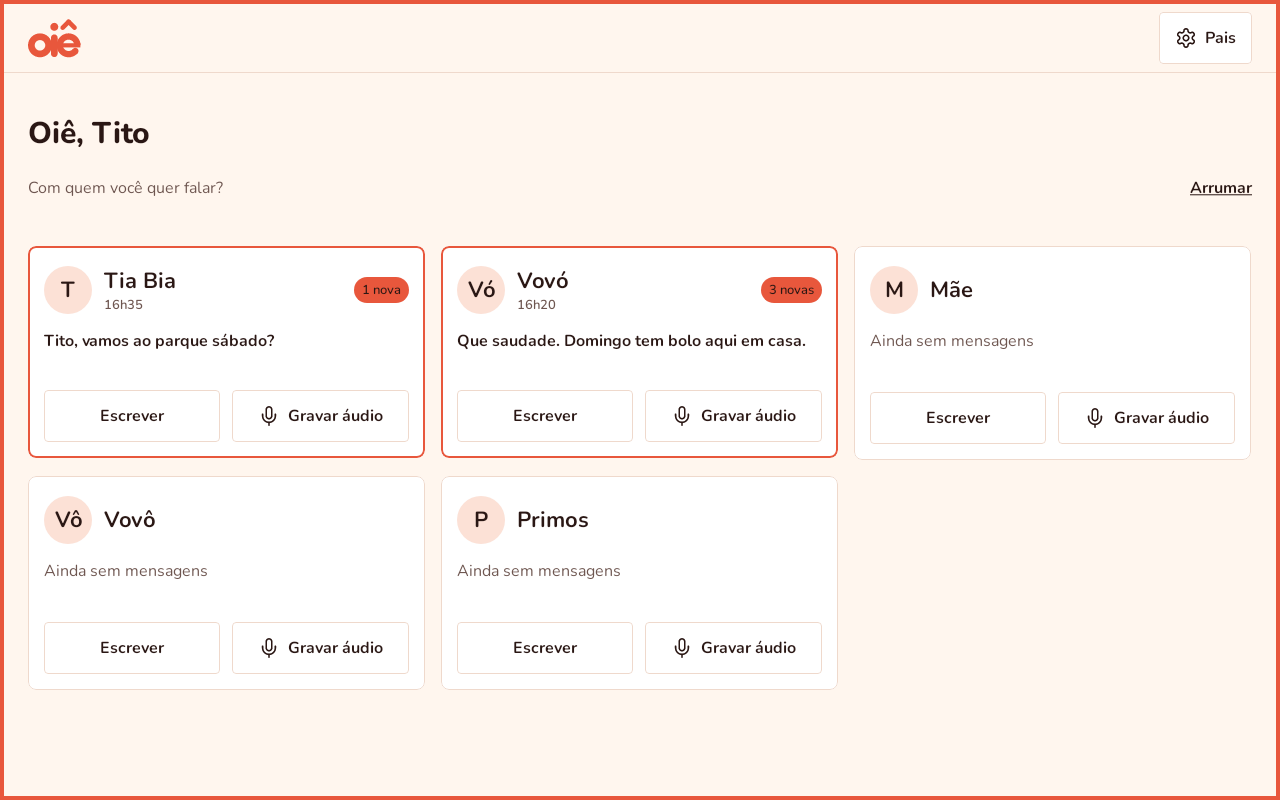 oiê
Pais
Oiê, Tito
Com quem você quer falar?
Arrumar
T
Tia Bia
16h35
1 nova
Tito, vamos ao parque sábado?
Escrever
Gravar áudio
Vó
Vovó
16h20
3 novas
Que saudade. Domingo tem bolo aqui em casa.
Escrever
Gravar áudio
M
Mãe
Ainda sem mensagens
Escrever
Gravar áudio
Vô
Vovô
Ainda sem mensagens
Escrever
Gravar áudio
P
Primos
Ainda sem mensagens
Escrever
Gravar áudio